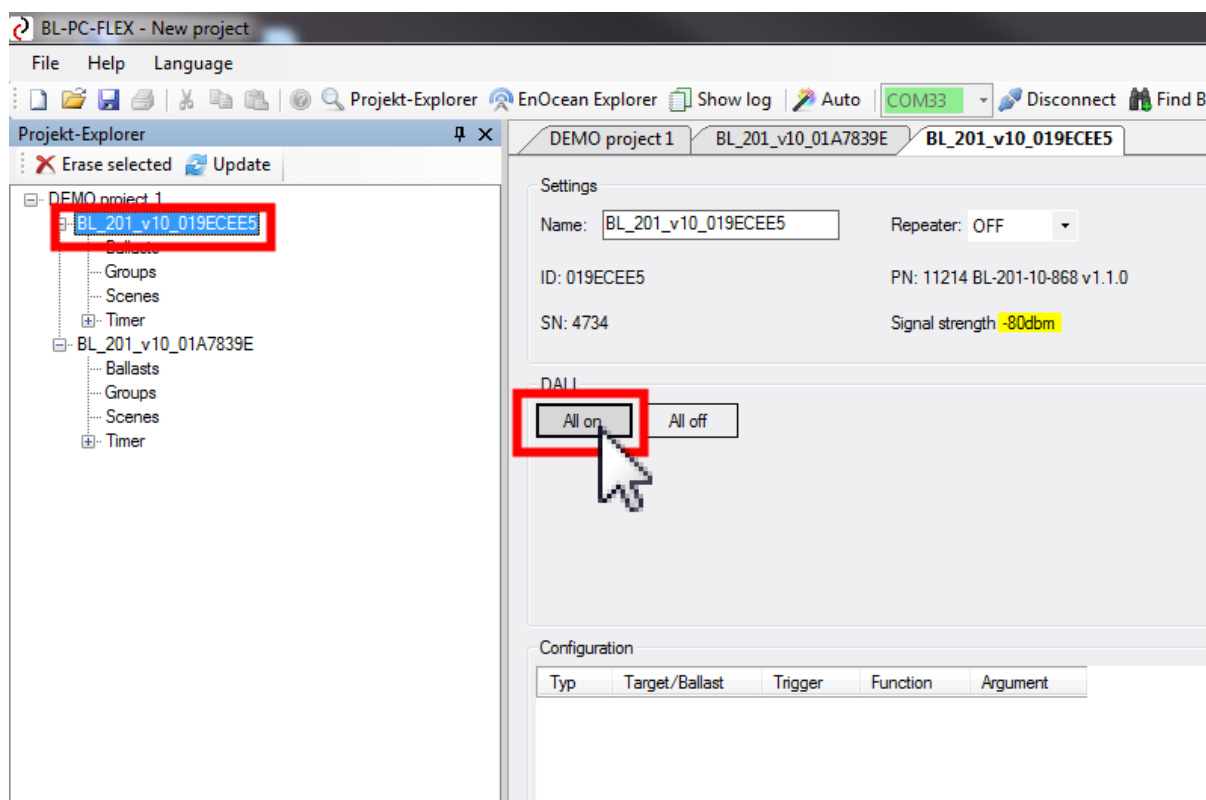 BL-PC-FLEX - New project
File Help Language
Projekt-Explorer EnOcean Explorer Show log Auto COM33 Disconnect Find B
Projekt-Explorer
Erase selected Update
DEMO project 1
BL_201_v10_019ECEE5
Ballasts
Groups
Scenes
Timer
BL_201_v10_01A7839E
Ballasts
Groups
Scenes
Timer
DEMO project 1 BL_201_v10_01A7839E BL_201_v10_019ECEE5
Settings
Name: BL_201_v10_019ECEE5 Repeater: OFF
ID: 019ECEE5 PN: 11214 BL-201-10-868 v1.1.0
SN: 4734 Signal strength -80dbm
DALI
All on All off
Configuration
Typ Target/Ballast Trigger Function Argument